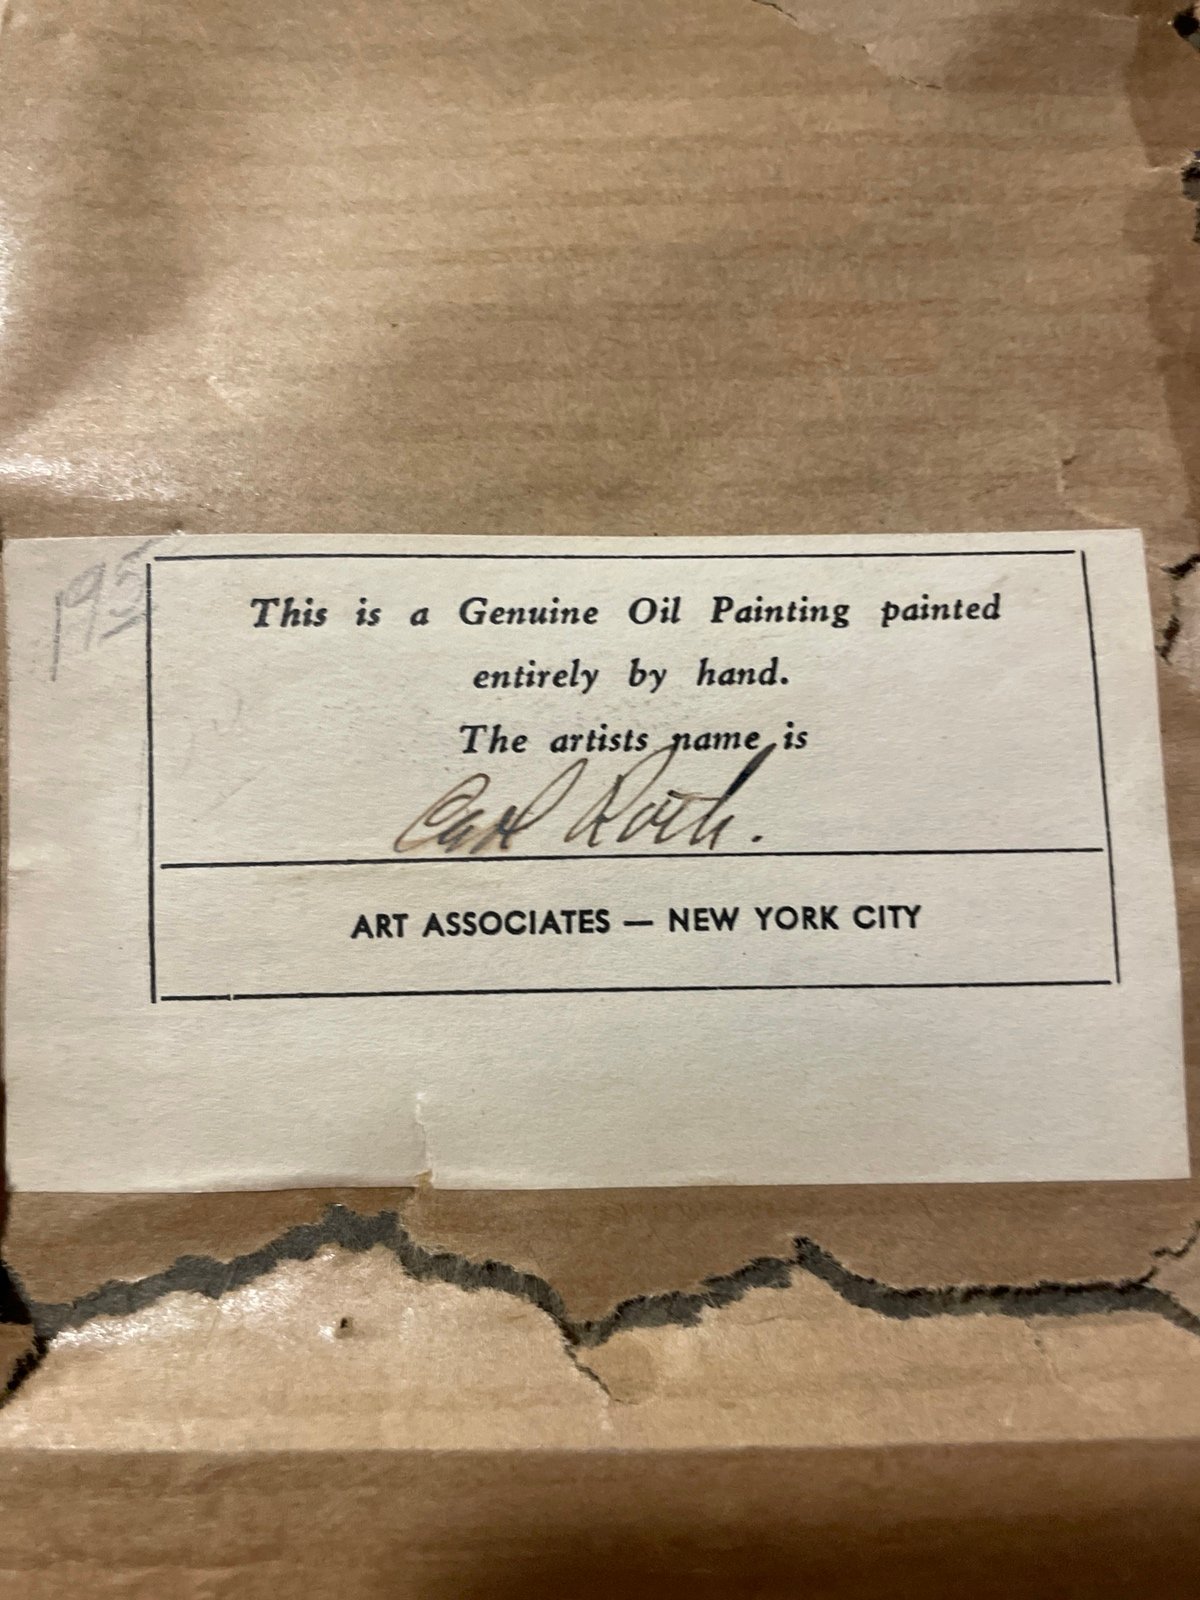 195
This is a Genuine Oil Painting painted
entirely by hand.
The artists name is
Carl Roth.
ART ASSOCIATES — NEW YORK CITY